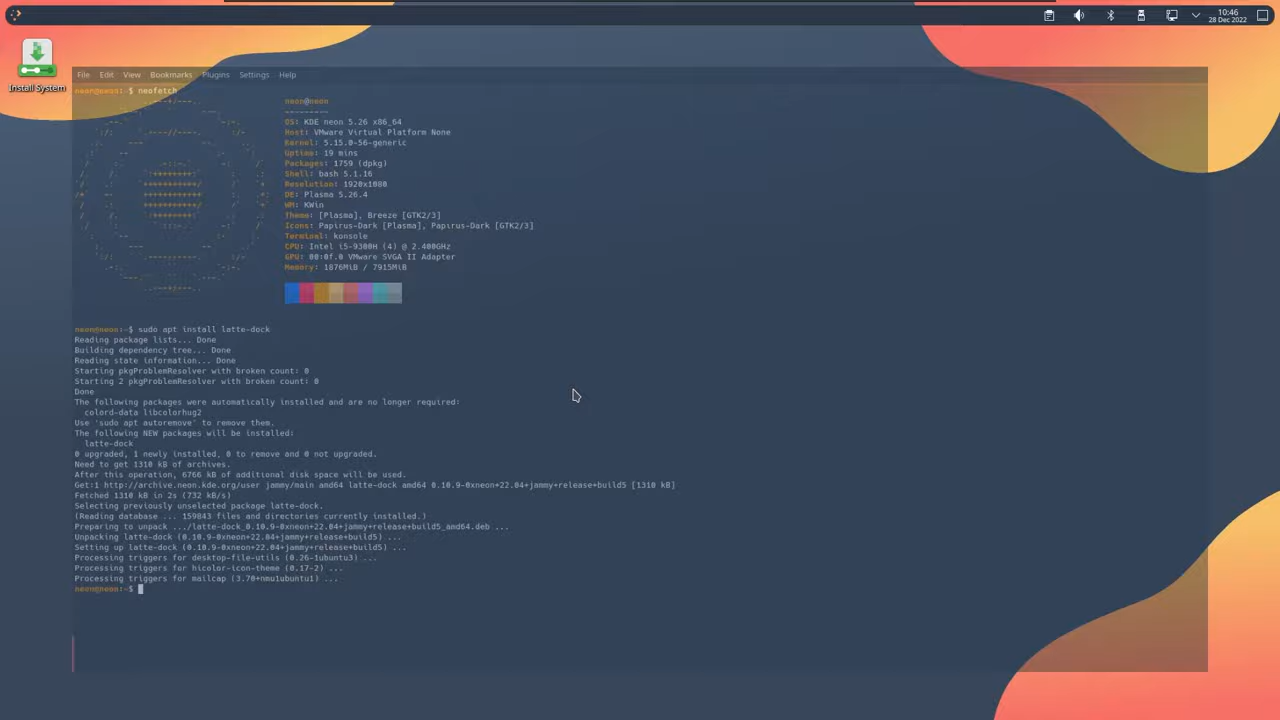 10:46
28 Dec 2022
Install System
File Edit View Bookmarks Plugins Settings Help
neon@neon:~$ neofetch
neon@neon
---------
OS: KDE neon 5.26 x86_64
Host: VMware Virtual Platform None
Kernel: 5.15.0-56-generic
Uptime: 19 mins
Packages: 1759 (dpkg)
Shell: bash 5.1.16
Resolution: 1920x1080
DE: Plasma 5.26.4
WM: KWin
Theme: [Plasma], Breeze [GTK2/3]
Icons: Papirus-Dark [Plasma], Papirus-Dark [GTK2/3]
Terminal: konsole
CPU: Intel i5-9300H (4) @ 2.400GHz
GPU: 00:0f.0 VMware SVGA II Adapter
Memory: 1876MiB / 7915MiB
neon@neon:~$ sudo apt install latte-dock
Reading package lists... Done
Building dependency tree... Done
Reading state information... Done
Starting pkgProblemResolver with broken count: 0
Starting 2 pkgProblemResolver with broken count: 0
Done
The following packages were automatically installed and are no longer required:
colord-data libcolorhug2
Use 'sudo apt autoremove' to remove them.
The following NEW packages will be installed:
latte-dock
0 upgraded, 1 newly installed, 0 to remove and 0 not upgraded.
Need to get 1310 kB of archives.
After this operation, 6766 kB of additional disk space will be used.
Get:1 http://archive.neon.kde.org/user jammy/main amd64 latte-dock amd64 0.10.9-0xneon+22.04+jammy+release+build5 [1310 kB]
Fetched 1310 kB in 2s (732 kB/s)
Selecting previously unselected package latte-dock.
(Reading database ... 159843 files and directories currently installed.)
Preparing to unpack .../latte-dock_0.10.9-0xneon+22.04+jammy+release+build5_amd64.deb ...
Unpacking latte-dock (0.10.9-0xneon+22.04+jammy+release+build5) ...
Setting up latte-dock (0.10.9-0xneon+22.04+jammy+release+build5) ...
Processing triggers for desktop-file-utils (0.26-1ubuntu3) ...
Processing triggers for hicolor-icon-theme (0.17-2) ...
Processing triggers for mailcap (3.70+nmu1ubuntu1) ...
neon@neon:~$